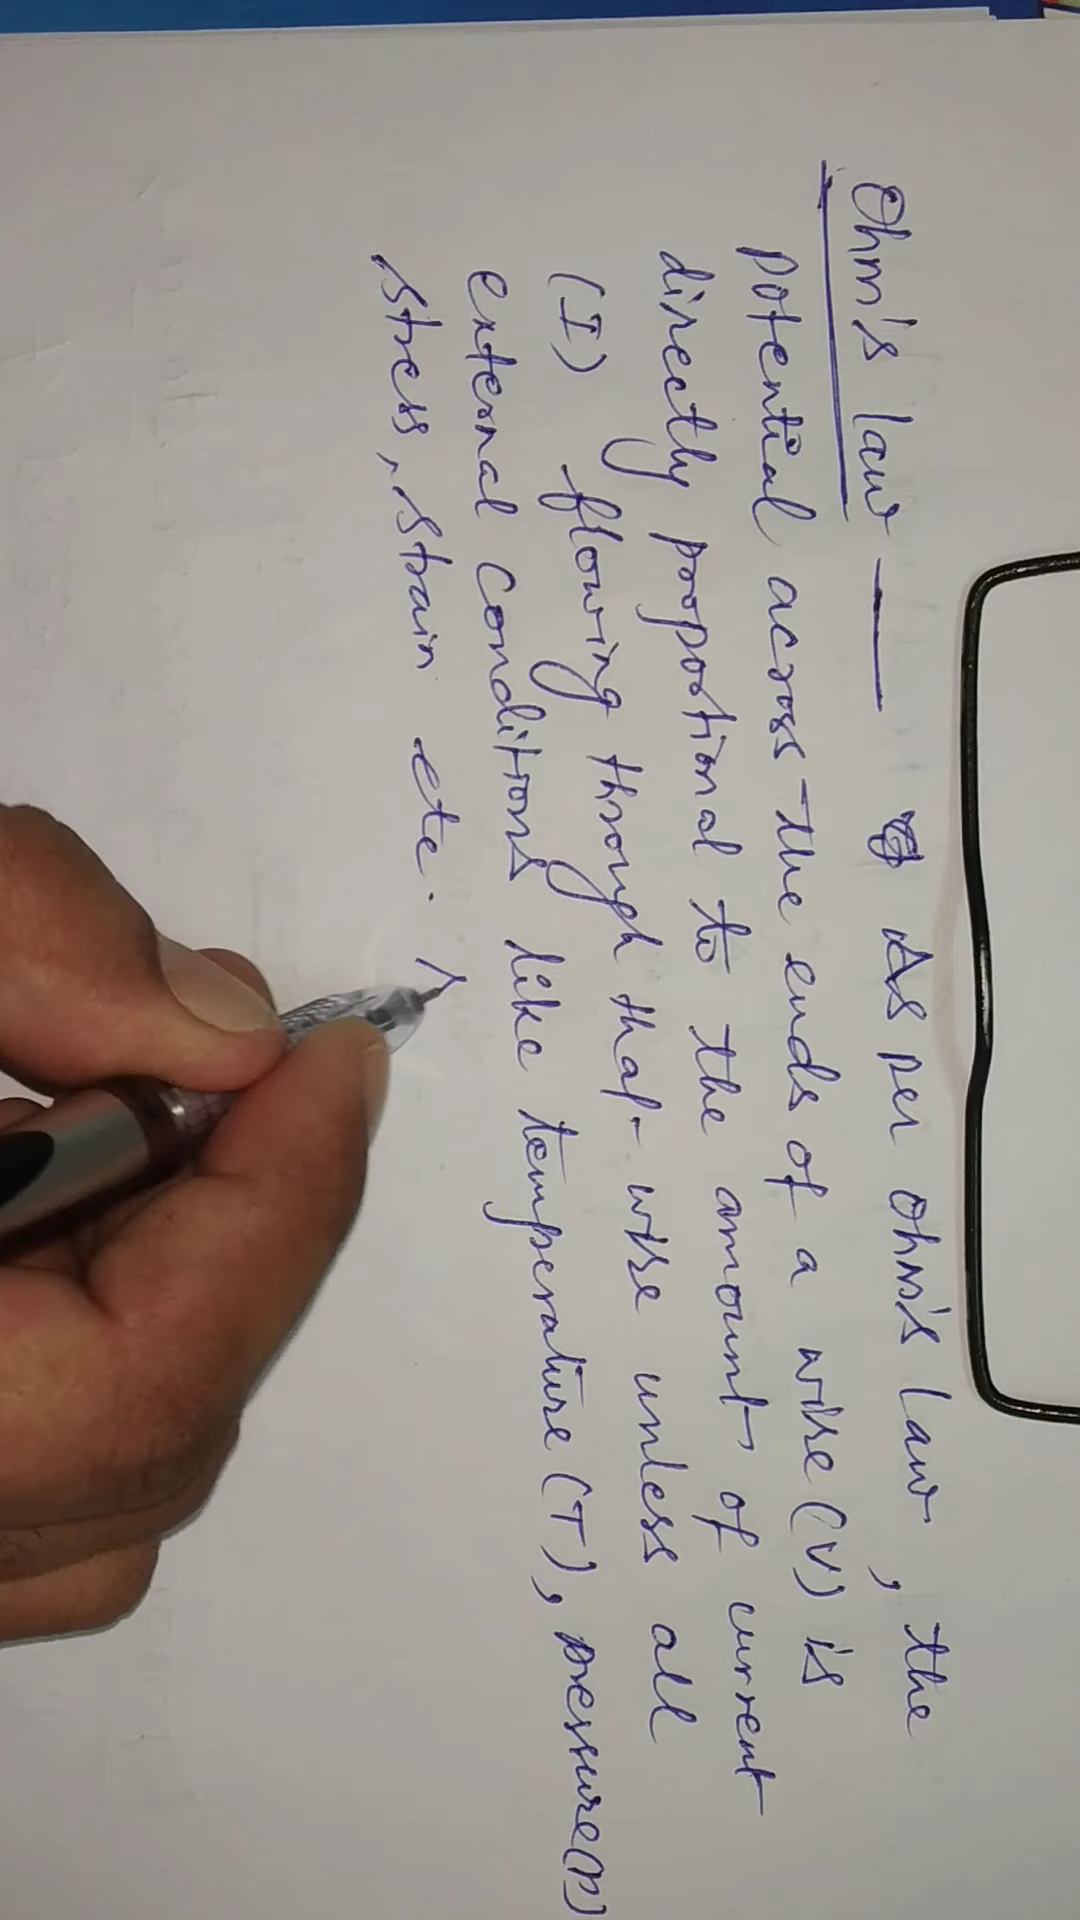 Ohm's law — As per Ohm's law, the
potential across the ends of a wire (V) is
directly proportional to the amount of current
(I) flowing through that wire unless all
external conditions like temperature (T), pressure(P)
stress, strain etc.